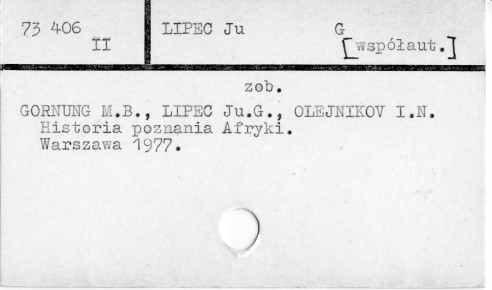 73 406 LIPEC Ju G
II [współaut.]
zob.
GORNUNG M.B., LIPEC Ju.G., OLEJNIKOV I.N.
Historia poznania Afryki.
Warszawa 1977.